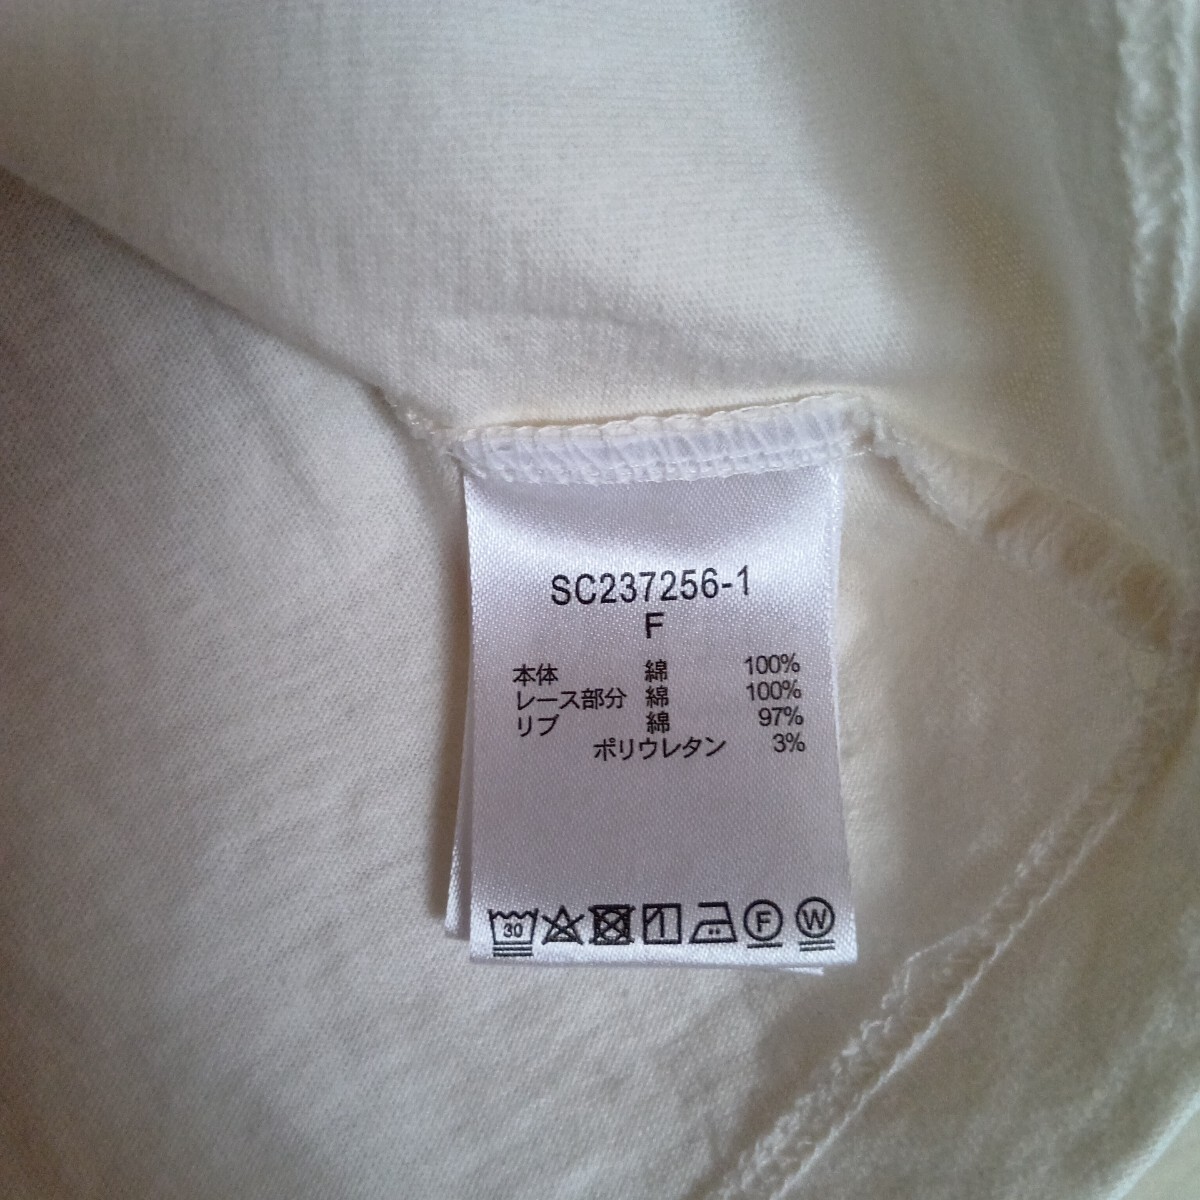 SC237256-1
F
本体 綿 100%
レース部分 綿 100%
リブ 綿 97%
ポリウレタン 3%
30 F W